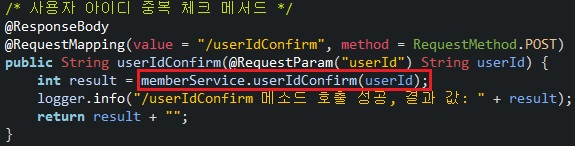 /* 사용자 아이디 중복 체크 메서드 */
@ResponseBody
@RequestMapping(value = "/userIdConfirm", method = RequestMethod.POST)
public String userIdConfirm(@RequestParam("userId") String userId) {
int result = memberService.userIdConfirm(userId);
logger.info("/userIdConfirm 메소드 호출 성공, 결과 값: " + result);
return result + "";
}